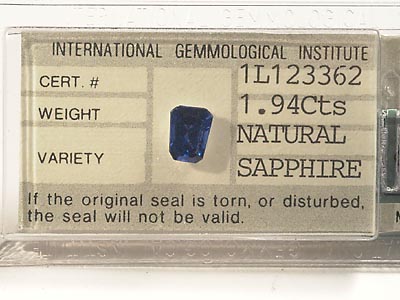 INTERNATIONAL GEMMOLOGICAL INSTITUTE
CERT. # 1L123362
WEIGHT 1.94Cts
VARIETY NATURAL SAPPHIRE
If the original seal is torn, or disturbed,
the seal will not be valid.